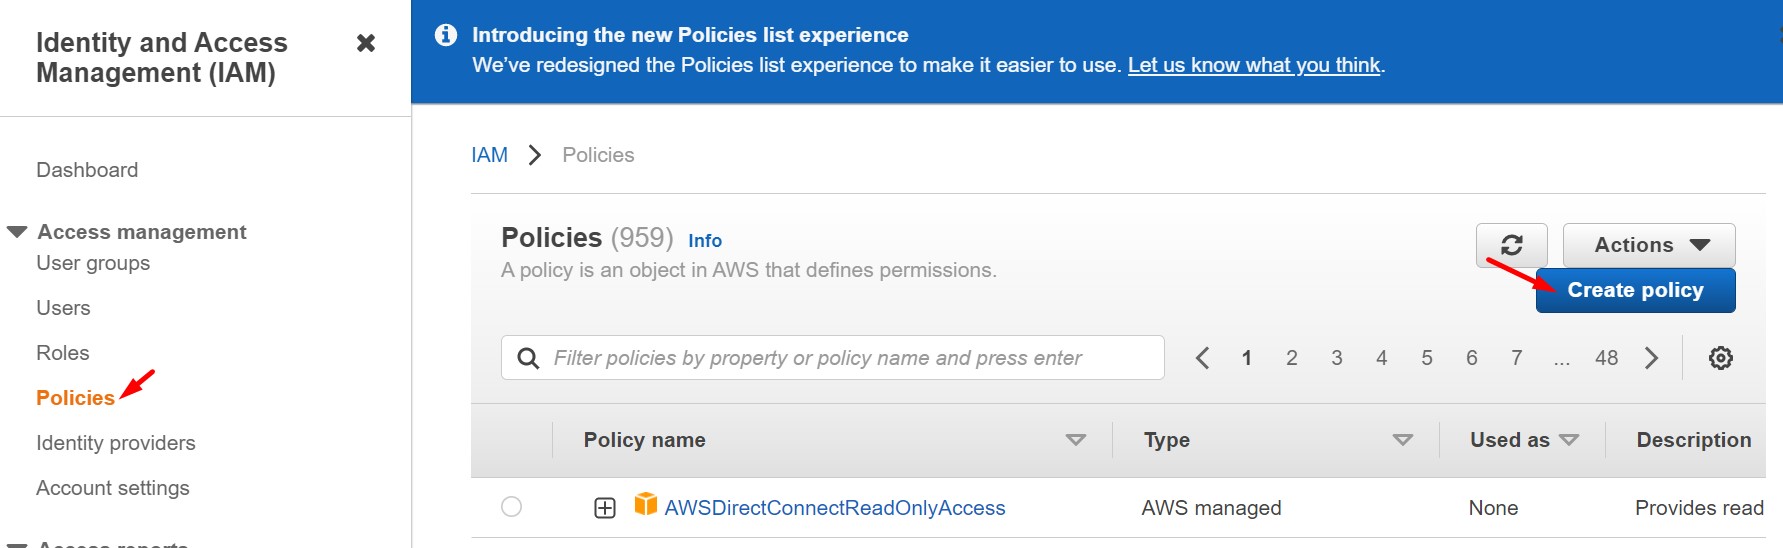 Identity and Access
Management (IAM)
Dashboard
Access management
User groups
Users
Roles
Policies
Identity providers
Account settings
Access reports
Introducing the new Policies list experience
We've redesigned the Policies list experience to make it easier to use. Let us know what you think.
IAM > Policies
Policies (959) Info
A policy is an object in AWS that defines permissions.
Actions
Create policy
Filter policies by property or policy name and press enter
1 2 3 4 5 6 7 ... 48
Policy name Type Used as Description
AWSDirectConnectReadOnlyAccess AWS managed None Provides read